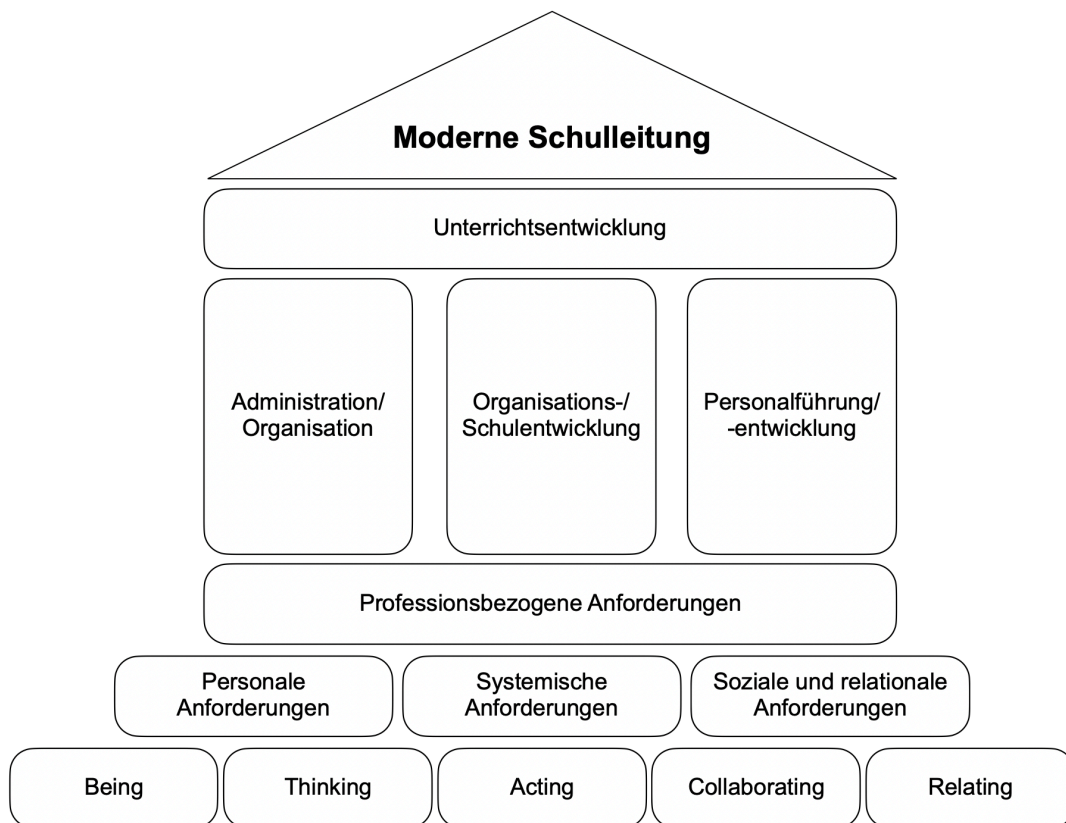 Moderne Schulleitung
Unterrichtsentwicklung
Administration/
Organisation
Organisations-/
Schulentwicklung
Personalführung/
-entwicklung
Professionsbezogene Anforderungen
Personale
Anforderungen
Systemische
Anforderungen
Soziale und relationale
Anforderungen
Being
Thinking
Acting
Collaborating
Relating